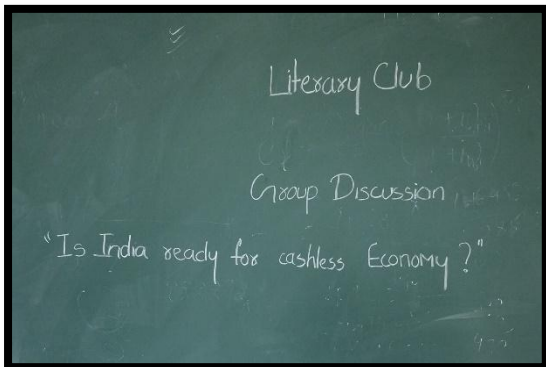 Literary Club
Group Discussion
"Is India ready for cashless Economy?"